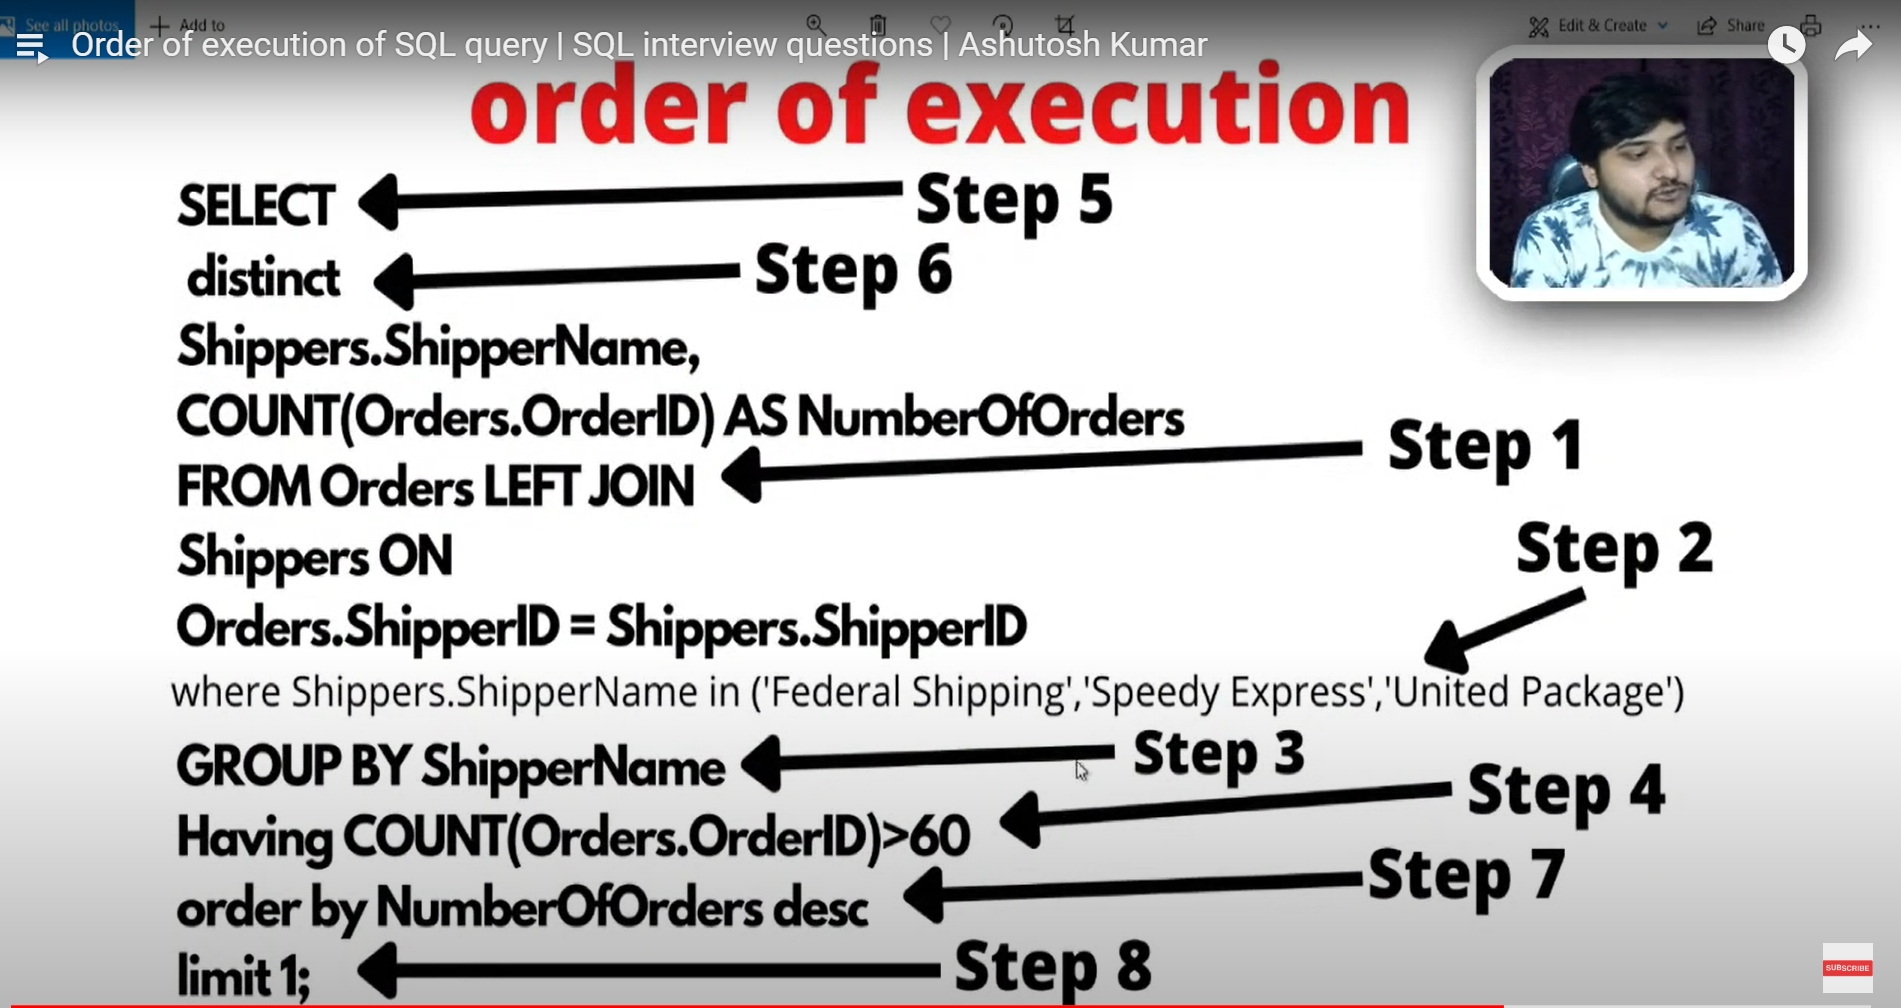 See all photos
Add to
Edit & Create
Share
Order of execution of SQL query | SQL interview questions | Ashutosh Kumar
order of execution
SELECT
Step 5
distinct
Step 6
Shippers.ShipperName,
COUNT(Orders.OrderID) AS NumberOfOrders
Step 1
FROM Orders LEFT JOIN
Step 2
Shippers ON
Orders.ShipperID = Shippers.ShipperID
where Shippers.ShipperName in ('Federal Shipping','Speedy Express','United Package')
GROUP BY ShipperName
Step 3
Step 4
Having COUNT(Orders.OrderID)>60
Step 7
order by NumberOfOrders desc
limit 1;
Step 8
SUBSCRIBE